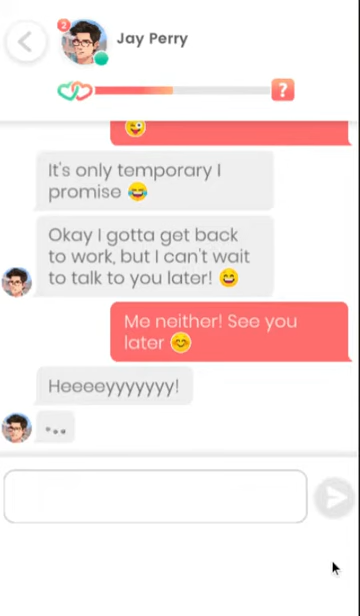 2
Jay Perry
?
😜
It's only temporary I
promise 😂
Okay I gotta get back
to work, but I can't wait
to talk to you later! 😄
Me neither! See you
later 😊
Heeeeyyyyyyy!